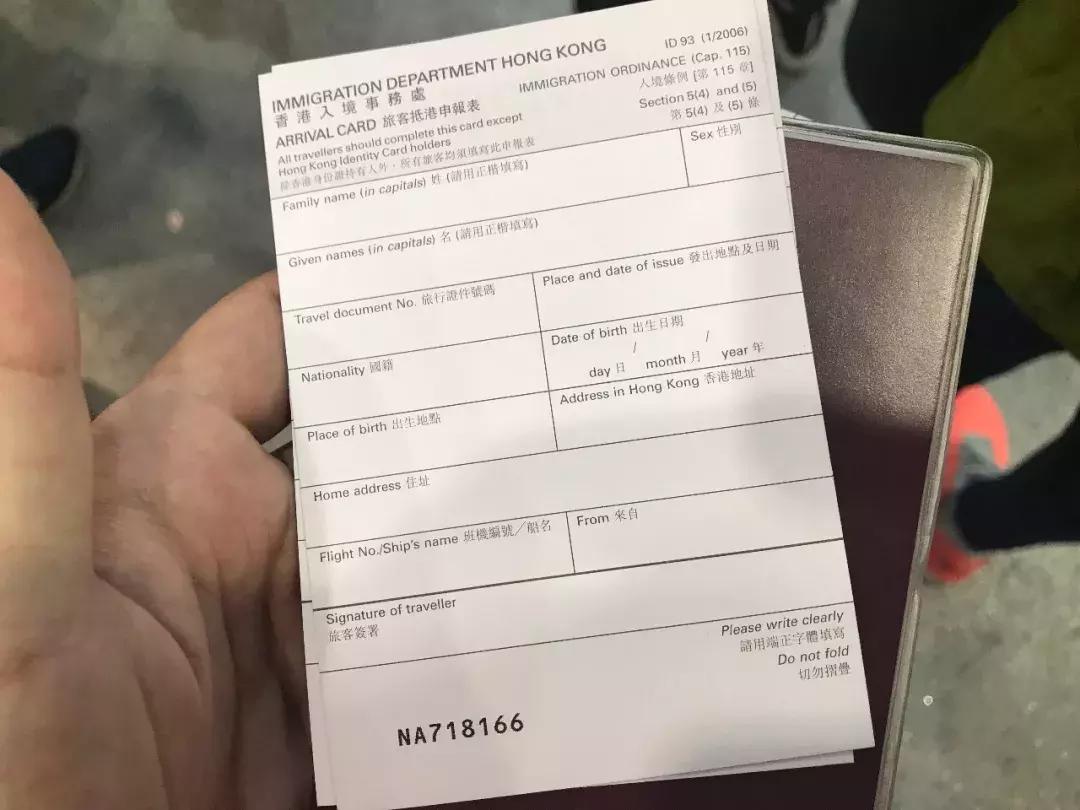 IMMIGRATION DEPARTMENT HONG KONG
香港入境事務處
ID 93 (1/2006)
IMMIGRATION ORDINANCE (Cap. 115)
入境條例 [第 115 章]
Section 5(4) and (5)
第 5(4) 及 (5) 條
ARRIVAL CARD 旅客抵港申報表
All travellers should complete this card except
Hong Kong Identity Card holders
除香港身份證持有人外，所有旅客均須填寫此申報表
Family name (in capitals) 姓 (請用正楷填寫)
Sex 性別
Given names (in capitals) 名 (請用正楷填寫)
Travel document No. 旅行證件號碼
Place and date of issue 發出地點及日期
Nationality 國籍
Date of birth 出生日期
/ /
day 日 month 月 year 年
Place of birth 出生地點
Address in Hong Kong 香港地址
Home address 住址
Flight No./Ship's name 班機編號／船名
From 來自
Signature of traveller
旅客簽署
Please write clearly
請用端正字體填寫
Do not fold
切勿摺疊
NA718166